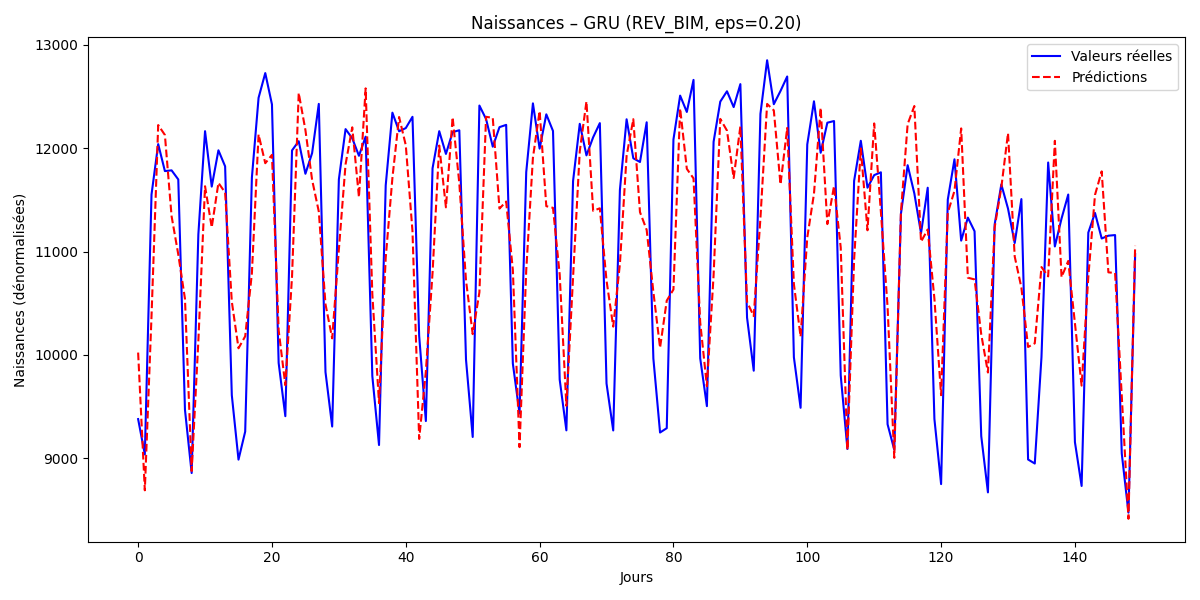 Naissances – GRU (REV_BIM, eps=0.20)
Valeurs réelles
Prédictions
Naissances (dénormalisées)
13000
12000
11000
10000
9000
0 20 40 60 80 100 120 140
Jours